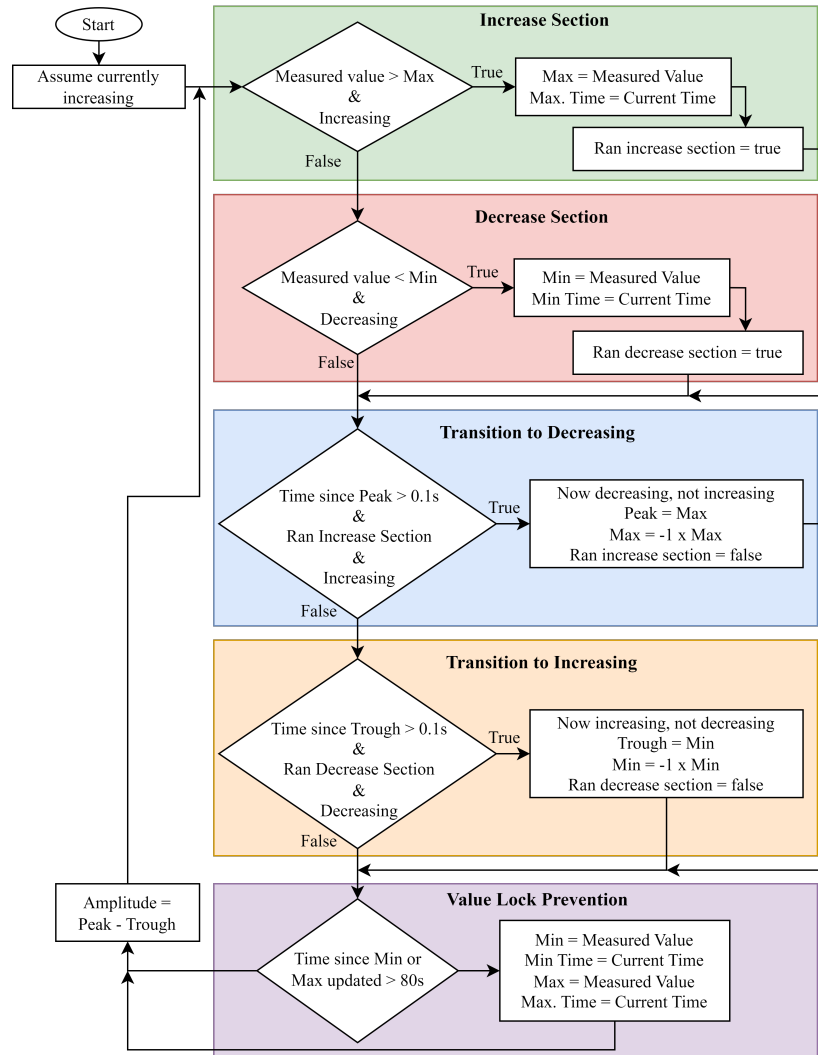 Start
Assume currently
increasing
Increase Section
Measured value > Max
&
Increasing
True
False
Max = Measured Value
Max. Time = Current Time
Ran increase section = true
Decrease Section
Measured value < Min
&
Decreasing
True
False
Min = Measured Value
Min Time = Current Time
Ran decrease section = true
Transition to Decreasing
Time since Peak > 0.1s
&
Ran Increase Section
&
Increasing
True
False
Now decreasing, not increasing
Peak = Max
Max = -1 x Max
Ran increase section = false
Transition to Increasing
Time since Trough > 0.1s
&
Ran Decrease Section
&
Decreasing
True
False
Now increasing, not decreasing
Trough = Min
Min = -1 x Min
Ran decrease section = false
Value Lock Prevention
Time since Min or
Max updated > 80s
Min = Measured Value
Min Time = Current Time
Max = Measured Value
Max. Time = Current Time
Amplitude =
Peak - Trough